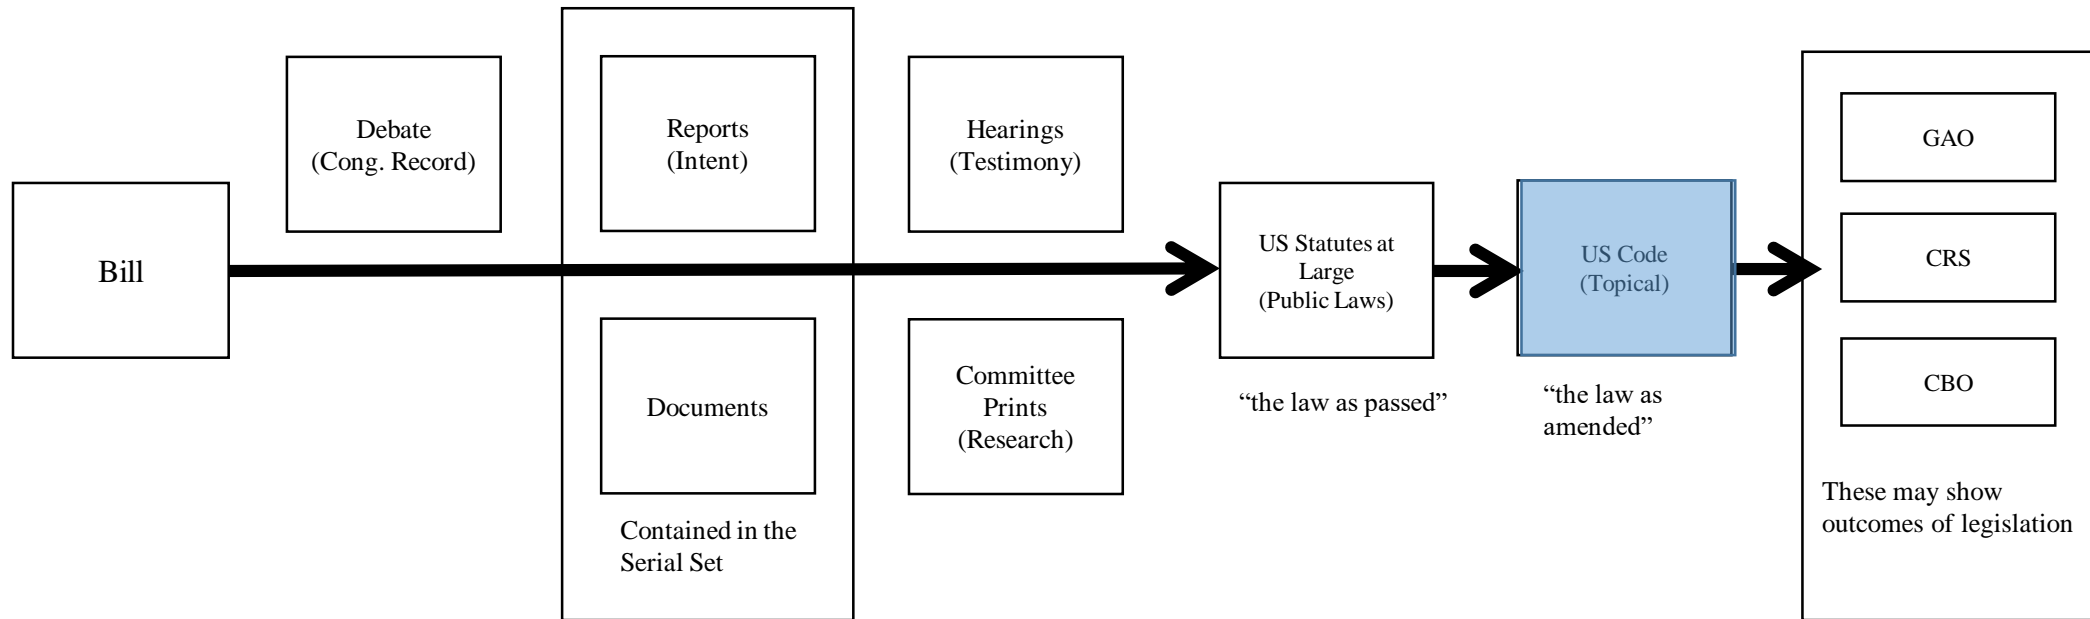 Bill
Debate
(Cong. Record)
Reports
(Intent)
Documents
Contained in the
Serial Set
Hearings
(Testimony)
Committee
Prints
(Research)
US Statutes at
Large
(Public Laws)
“the law as passed”
US Code
(Topical)
“the law as
amended”
GAO
CRS
CBO
These may show
outcomes of legislation